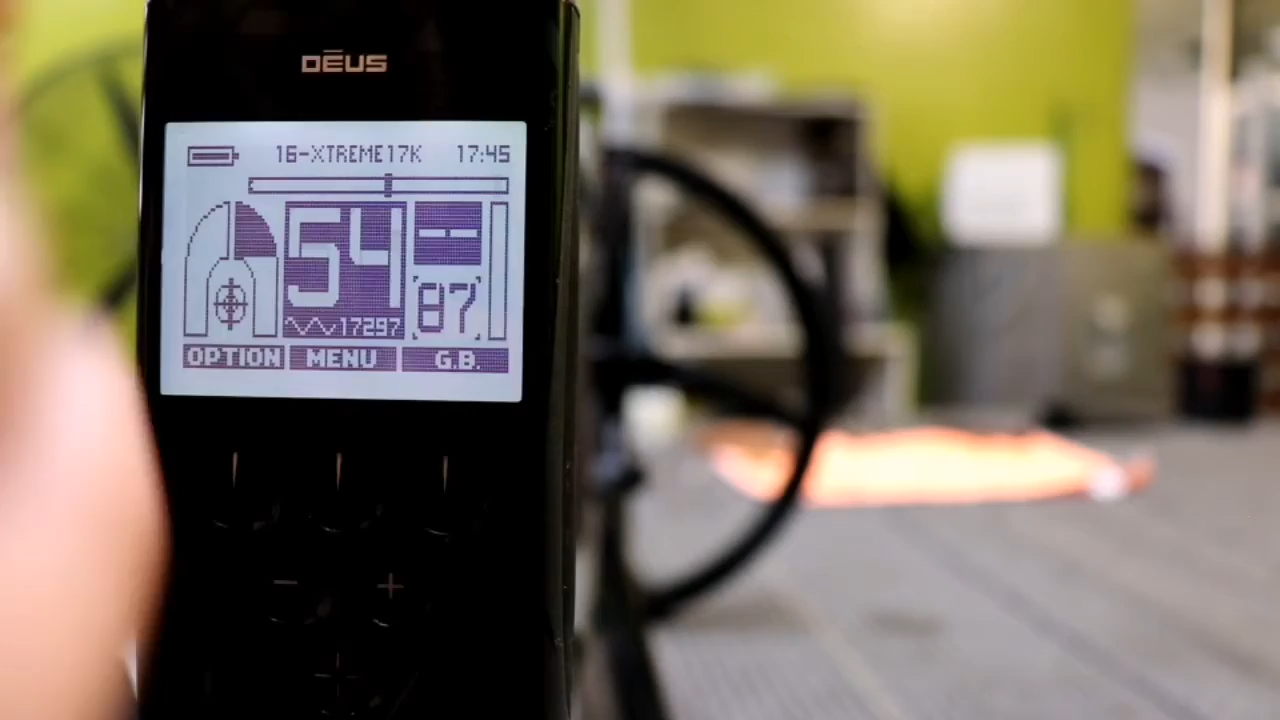 DĒUS
16-XTREME17K 17:45
54 --
17297 87
OPTION MENU G.B.
- +